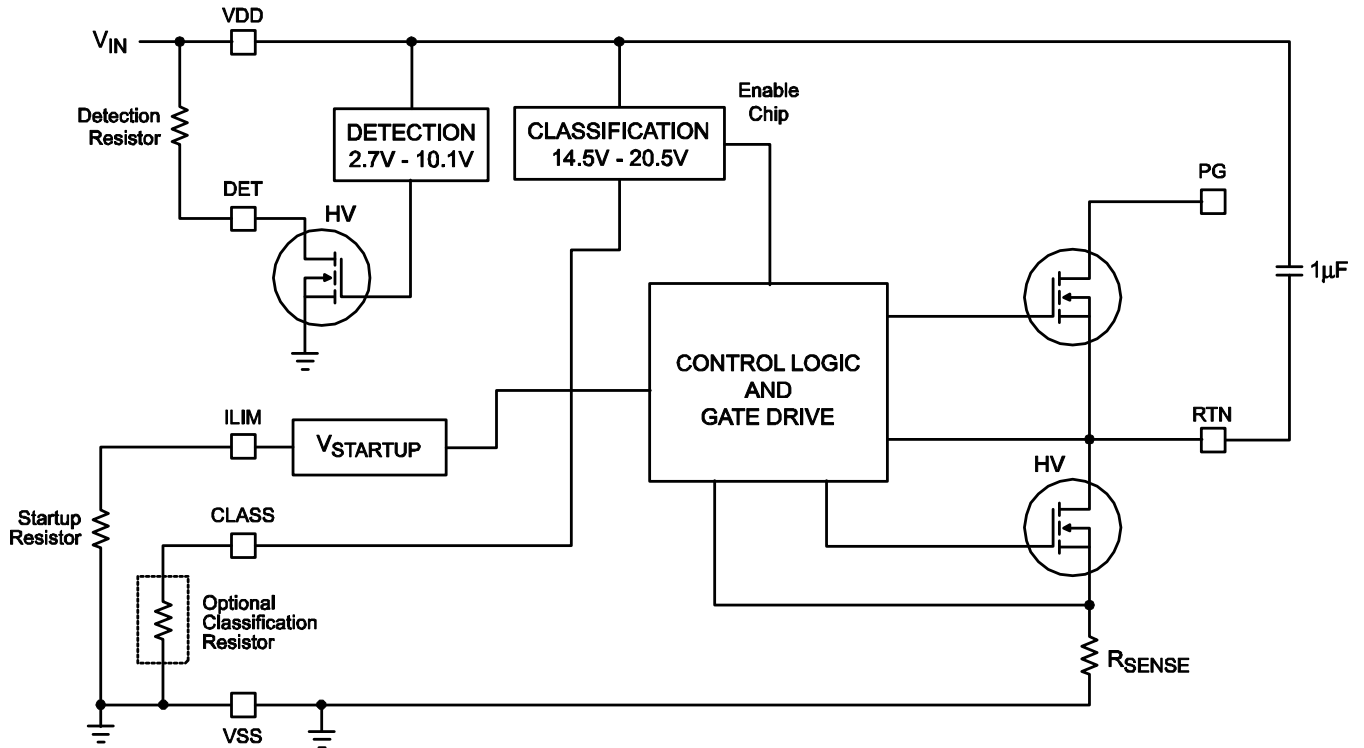 VDD
VIN
Detection
Resistor
DETECTION
2.7V - 10.1V
CLASSIFICATION
14.5V - 20.5V
Enable
Chip
DET
HV
PG
1µF
CONTROL LOGIC
AND
GATE DRIVE
ILIM
VSTARTUP
RTN
HV
Startup
Resistor
CLASS
Optional
Classification
Resistor
RSENSE
VSS